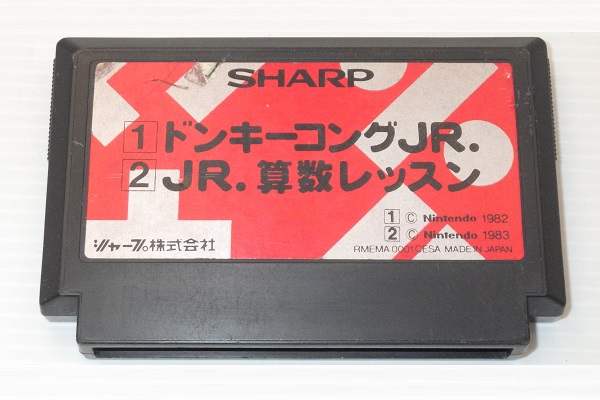 SHARP
1 ドンキーコングJR.
2 JR.算数レッスン
1 © Nintendo 1982
2 © Nintendo 1983
RMEMA 0001CESA MADE IN JAPAN
シャープ株式会社